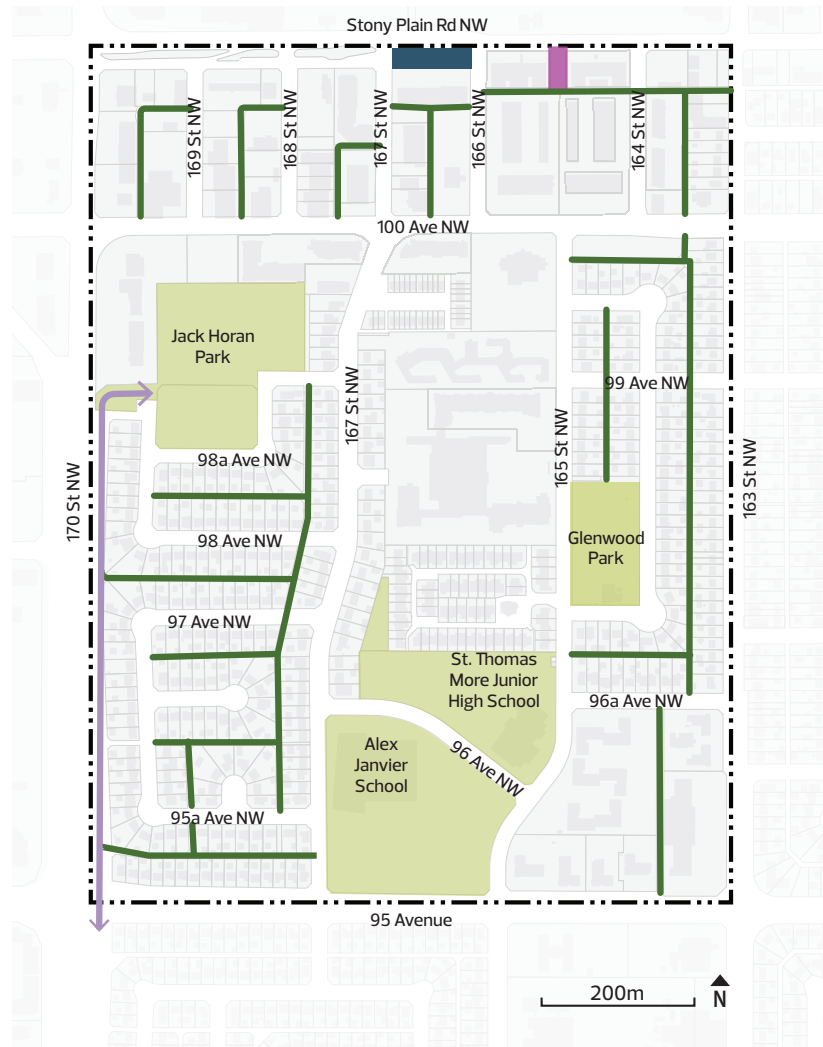 Stony Plain Rd NW
169 St NW
168 St NW
167 St NW
166 St NW
164 St NW
100 Ave NW
Jack Horan
Park
99 Ave NW
167 St NW
165 St NW
98a Ave NW
170 St NW
163 St NW
98 Ave NW
Glenwood
Park
97 Ave NW
St. Thomas
More Junior
High School
96a Ave NW
Alex
Janvier
School
96 Ave NW
95a Ave NW
95 Avenue
200m
N